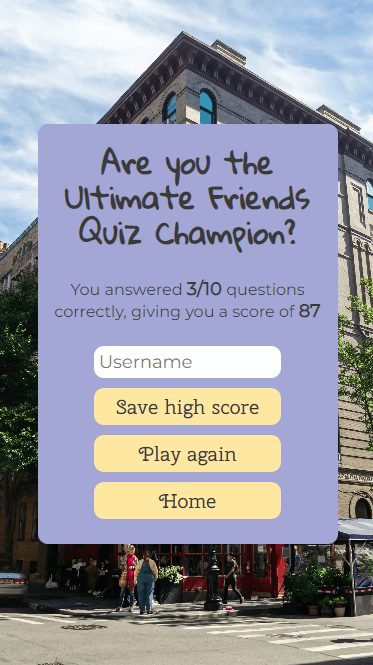 Are you the
Ultimate Friends
Quiz Champion?
You answered 3/10 questions
correctly, giving you a score of 87
Username
Save high score
Play again
Home